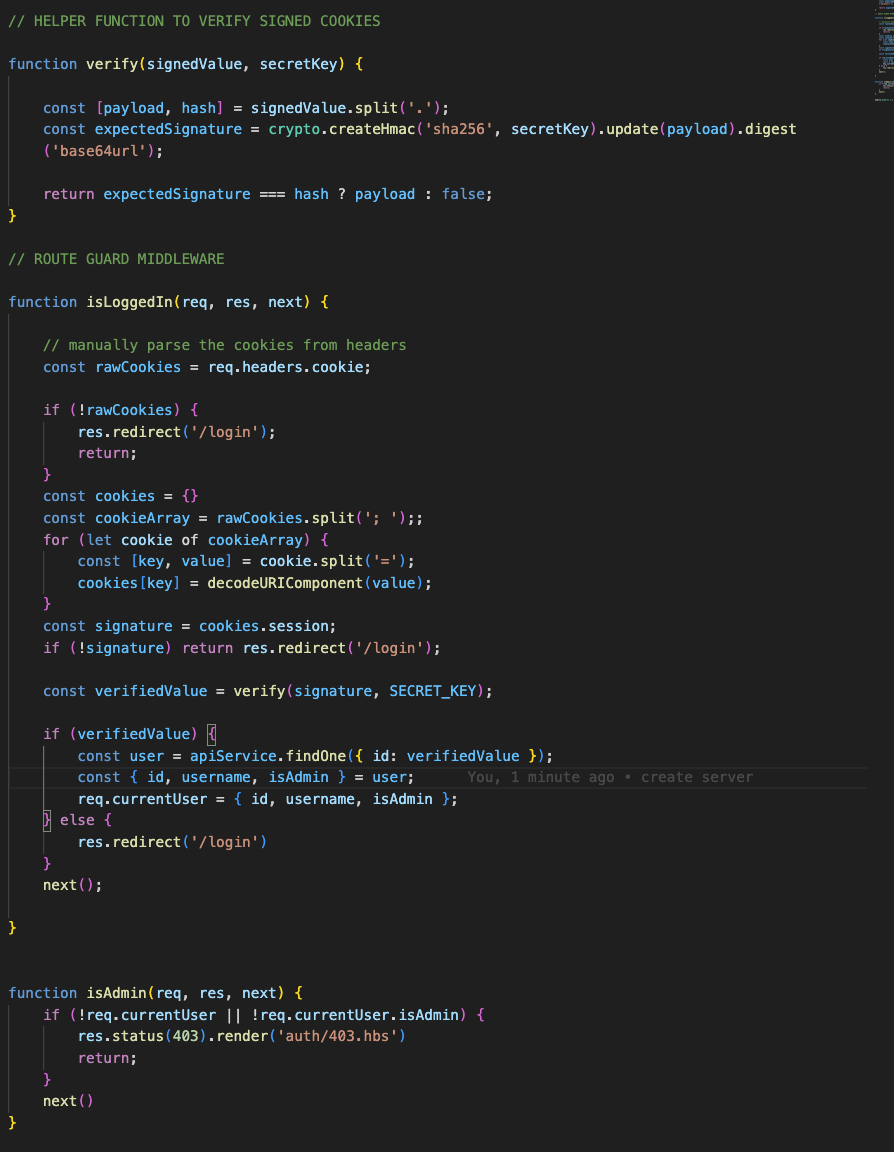 // HELPER FUNCTION TO VERIFY SIGNED COOKIES
function verify(signedValue, secretKey) {
const [payload, hash] = signedValue.split('.');
const expectedSignature = crypto.createHmac('sha256', secretKey).update(payload).digest
('base64url');
return expectedSignature === hash ? payload : false;
}
// ROUTE GUARD MIDDLEWARE
function isLoggedIn(req, res, next) {
// manually parse the cookies from headers
const rawCookies = req.headers.cookie;
if (!rawCookies) {
res.redirect('/login');
return;
}
const cookies = {}
const cookieArray = rawCookies.split('; ');;
for (let cookie of cookieArray) {
const [key, value] = cookie.split('=');
cookies[key] = decodeURIComponent(value);
}
const signature = cookies.session;
if (!signature) return res.redirect('/login');
const verifiedValue = verify(signature, SECRET_KEY);
if (verifiedValue) {
const user = apiService.findOne({ id: verifiedValue });
const { id, username, isAdmin } = user; You, 1 minute ago • create server
req.currentUser = { id, username, isAdmin };
} else {
res.redirect('/login')
}
next();
}
function isAdmin(req, res, next) {
if (!req.currentUser || !req.currentUser.isAdmin) {
res.status(403).render('auth/403.hbs')
return;
}
next()
}